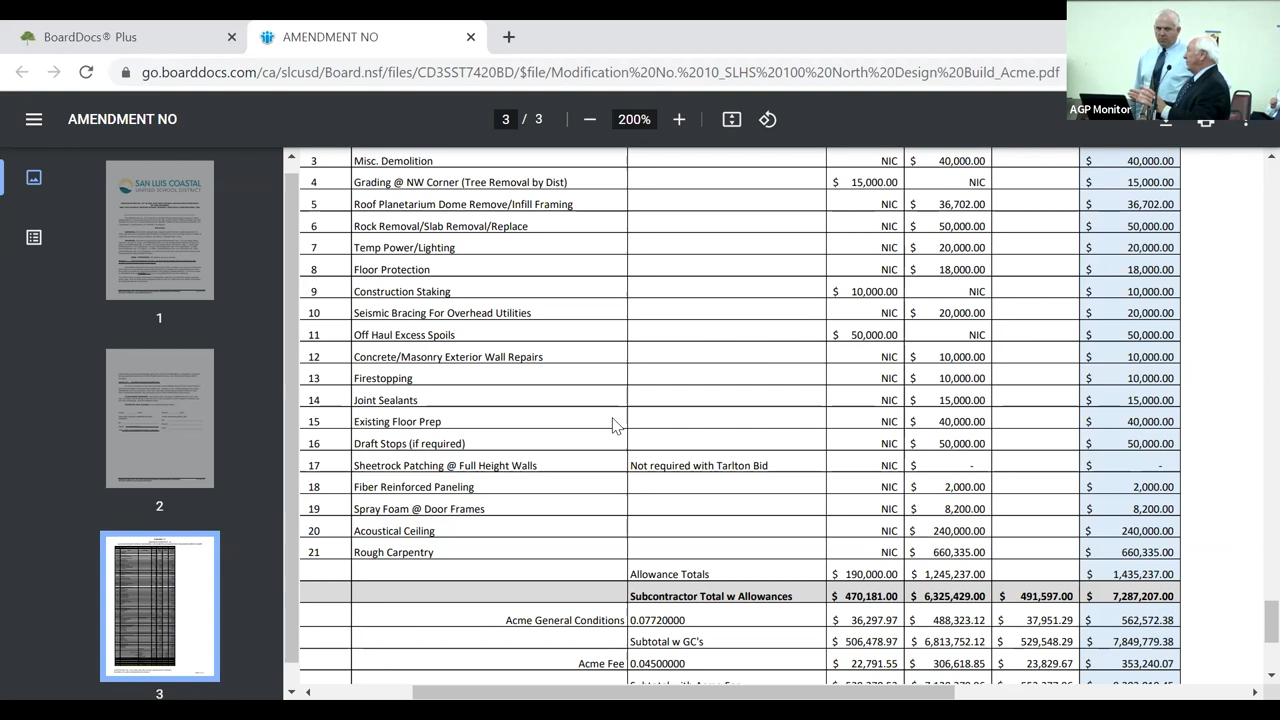 BoardDocs® Plus
AMENDMENT NO
go.boarddocs.com/ca/slcusd/Board.nsf/files/CD3SST7420BD/$file/Modification%20No.%2010_SLHS%20100%20North%20Design%20Build_Acme.pdf
AGP Monitor
AMENDMENT NO
3 / 3
200%
SAN LUIS COASTAL
UNIFIED SCHOOL DISTRICT
1
2
3
3 Misc. Demolition NIC $ 40,000.00 $ 40,000.00
4 Grading @ NW Corner (Tree Removal by Dist) $ 15,000.00 NIC $ 15,000.00
5 Roof Planetarium Dome Remove/Infill Framing NIC $ 36,702.00 $ 36,702.00
6 Rock Removal/Slab Removal/Replace NIC $ 50,000.00 $ 50,000.00
7 Temp Power/Lighting NIC $ 20,000.00 $ 20,000.00
8 Floor Protection NIC $ 18,000.00 $ 18,000.00
9 Construction Staking $ 10,000.00 NIC $ 10,000.00
10 Seismic Bracing For Overhead Utilities NIC $ 20,000.00 $ 20,000.00
11 Off Haul Excess Spoils $ 50,000.00 NIC $ 50,000.00
12 Concrete/Masonry Exterior Wall Repairs NIC $ 10,000.00 $ 10,000.00
13 Firestopping NIC $ 10,000.00 $ 10,000.00
14 Joint Sealants NIC $ 15,000.00 $ 15,000.00
15 Existing Floor Prep NIC $ 40,000.00 $ 40,000.00
16 Draft Stops (if required) NIC $ 50,000.00 $ 50,000.00
17 Sheetrock Patching @ Full Height Walls Not required with Tarlton Bid NIC $ - $ -
18 Fiber Reinforced Paneling NIC $ 2,000.00 $ 2,000.00
19 Spray Foam @ Door Frames NIC $ 8,200.00 $ 8,200.00
20 Acoustical Ceiling NIC $ 240,000.00 $ 240,000.00
21 Rough Carpentry NIC $ 660,335.00 $ 660,335.00
Allowance Totals $ 190,000.00 $ 1,245,237.00 $ 1,435,237.00
Subcontractor Total w Allowances $ 470,181.00 $ 6,325,429.00 $ 491,597.00 $ 7,287,207.00
Acme General Conditions 0.07720000 $ 36,297.97 $ 488,323.12 $ 37,951.29 $ 562,572.38
Subtotal w GC's $ 506,478.97 $ 6,813,752.12 $ 529,548.29 $ 7,849,779.38
Acme Fee 0.04500000 $ 22,791.55 $ 306,618.85 $ 23,829.67 $ 353,240.07